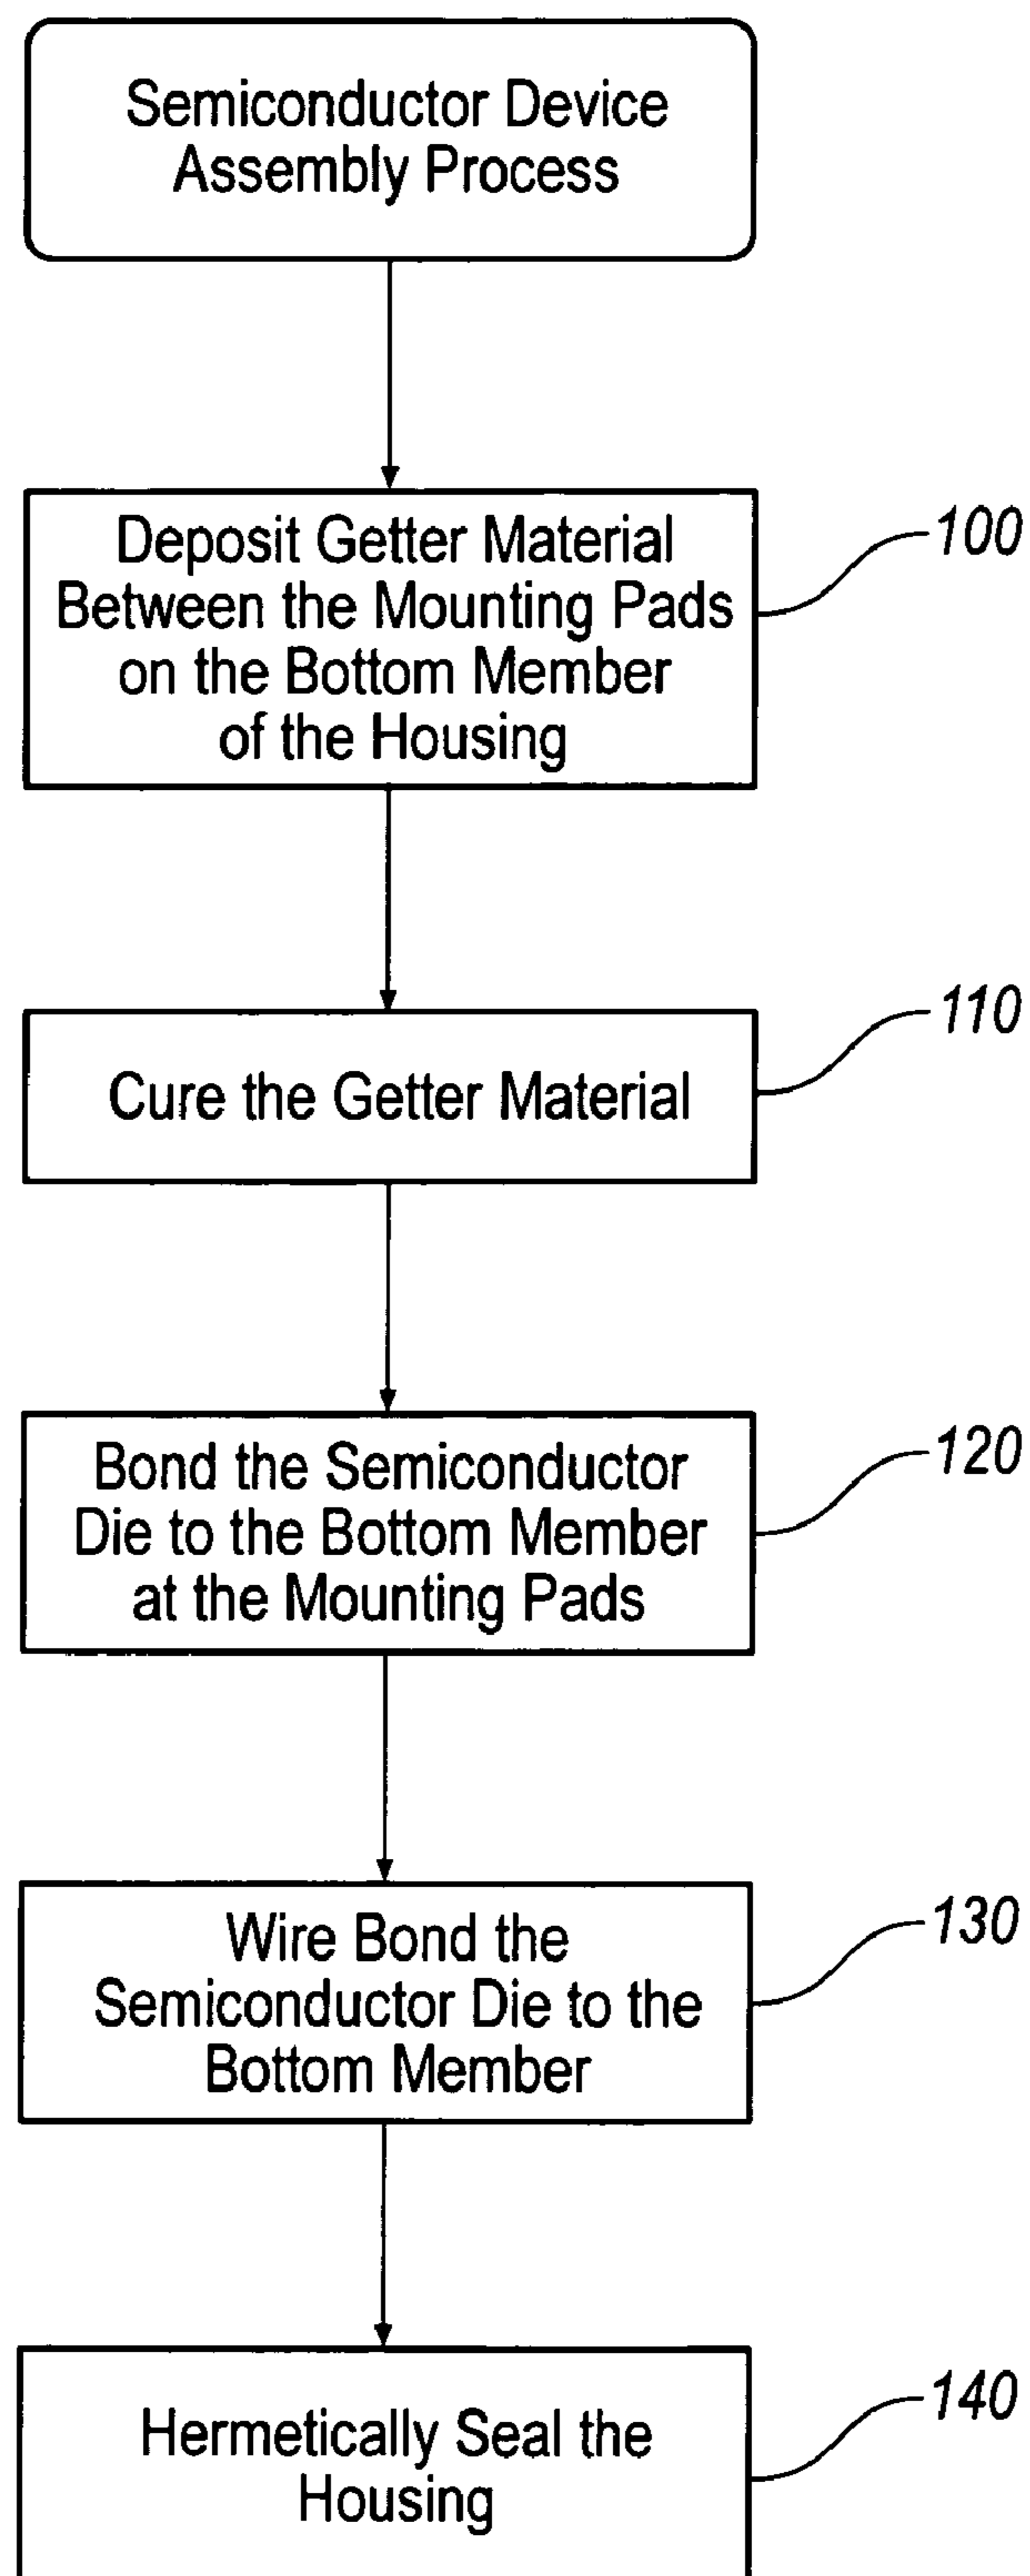 Semiconductor Device
Assembly Process
Deposit Getter Material
Between the Mounting Pads
on the Bottom Member
of the Housing
100
Cure the Getter Material
110
Bond the Semiconductor
Die to the Bottom Member
at the Mounting Pads
120
Wire Bond the
Semiconductor Die to the
Bottom Member
130
Hermetically Seal the
Housing
140